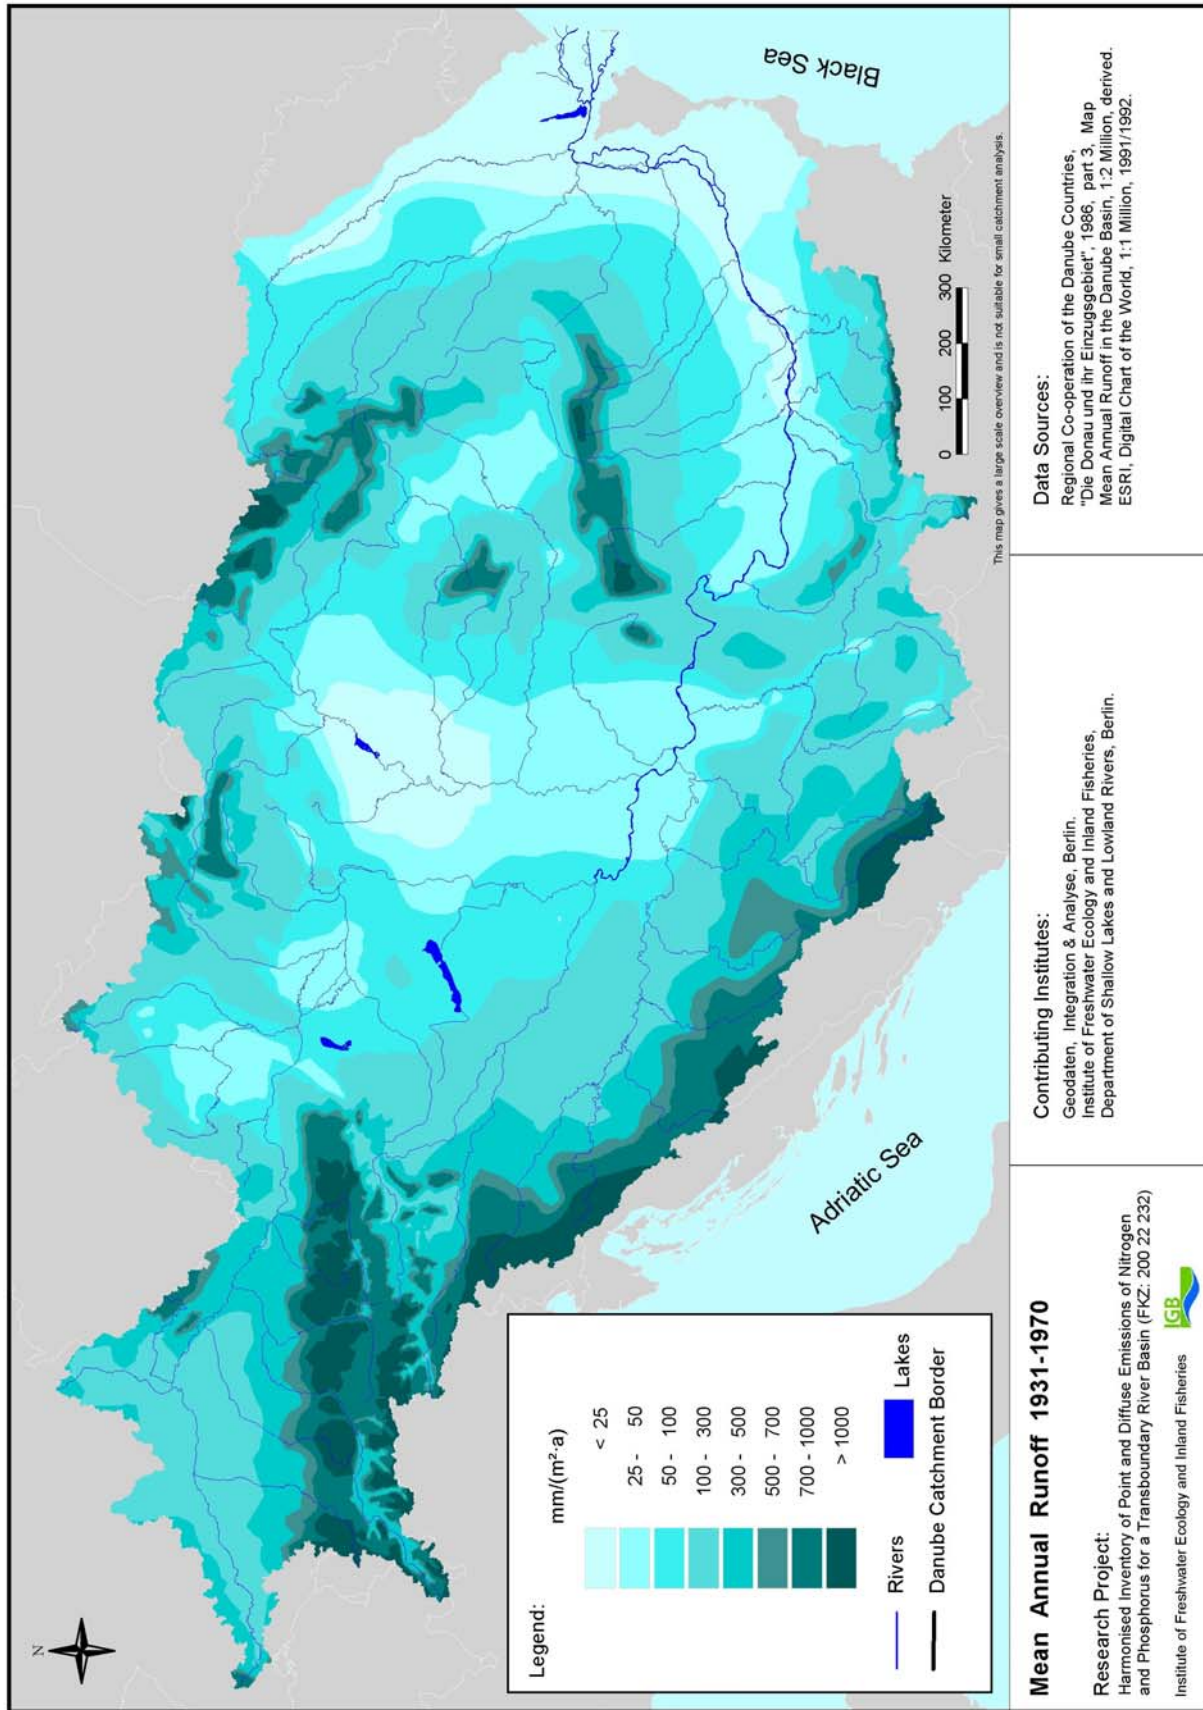 N
Black Sea
Adriatic Sea
Legend:
mm/(m²·a)
< 25
25 - 50
50 - 100
100 - 300
300 - 500
500 - 700
700 - 1000
> 1000
Rivers
Lakes
Danube Catchment Border
0 100 200 300 Kilometer
This map gives a large scale overview and is not suitable for small catchment analysis.
Mean Annual Runoff 1931-1970
Research Project:
Harmonised Inventory of Point and Diffuse Emissions of Nitrogen
and Phosphorus for a Transboundary River Basin (FKZ: 200 22 232)
Institute of Freshwater Ecology and Inland Fisheries
IGB
Contributing Institutes:
Geodaten, Integration & Analyse, Berlin.
Institute of Freshwater Ecology and Inland Fisheries,
Department of Shallow Lakes and Lowland Rivers, Berlin.
Data Sources:
Regional Co-operation of the Danube Countries,
"Die Donau und ihr Einzugsgebiet", 1986, part 3, Map
Mean Annual Runoff in the Danube Basin, 1:2 Million, derived.
ESRI, Digital Chart of the World, 1:1 Million, 1991/1992.